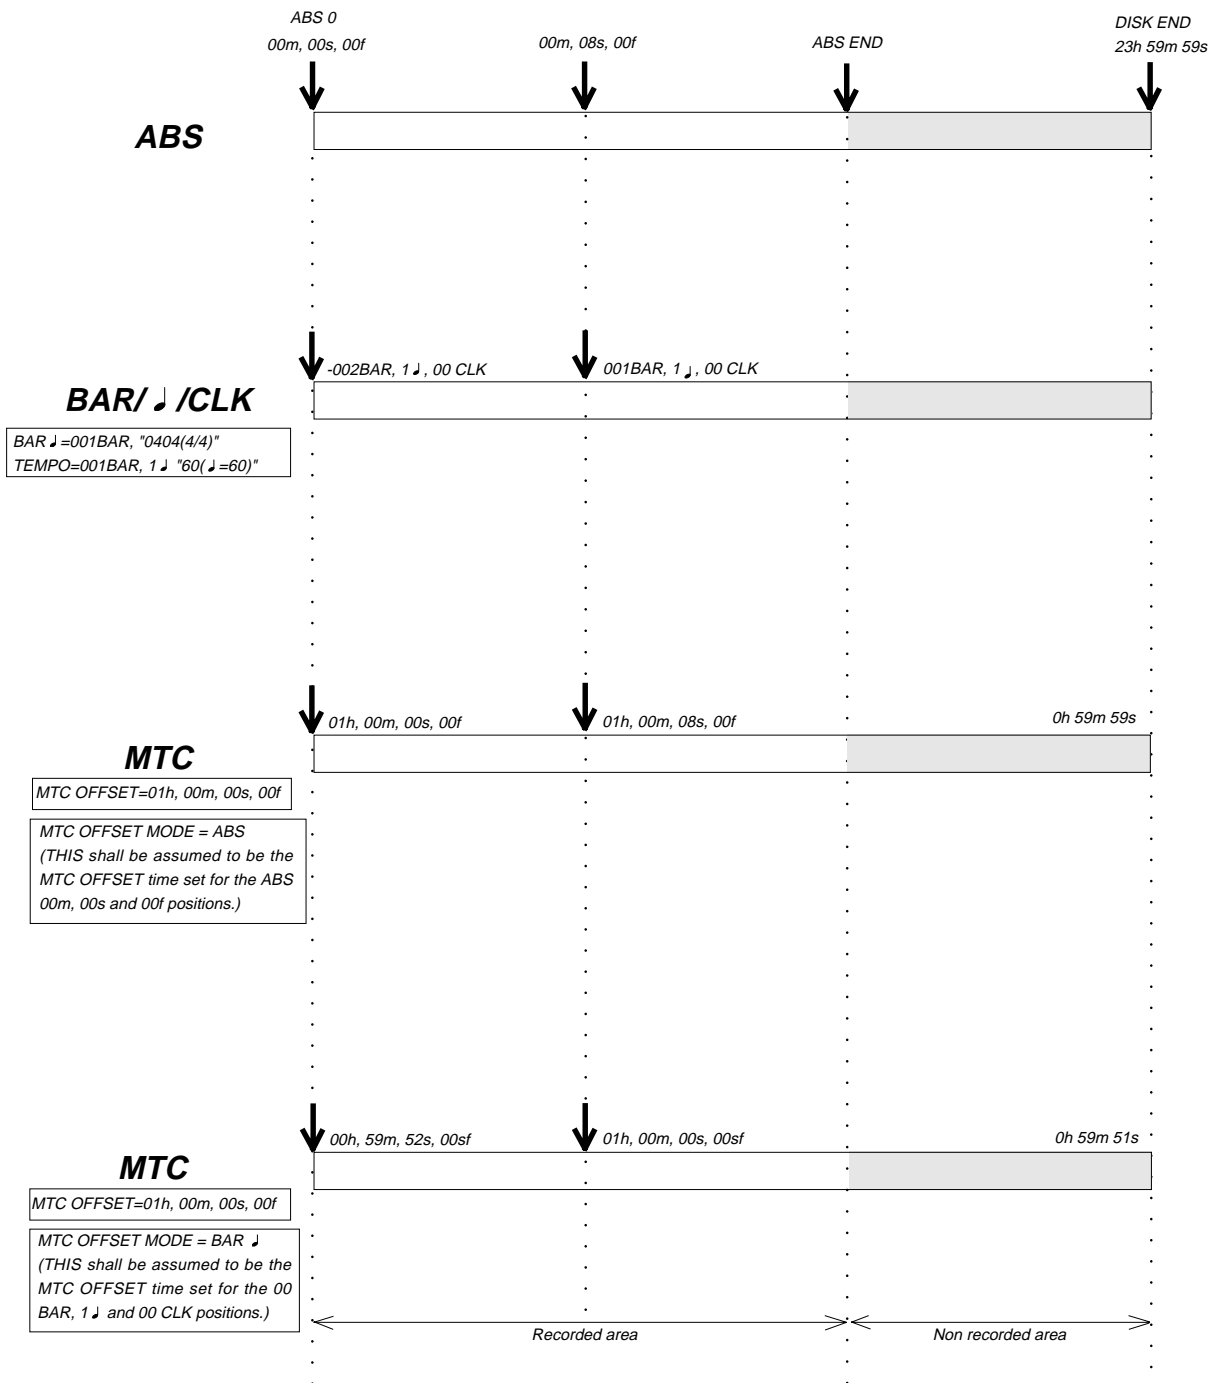 ABS 0
00m, 00s, 00f
00m, 08s, 00f
ABS END
DISK END
23h 59m 59s
ABS
-002BAR, 1 ♩, 00 CLK
001BAR, 1 ♩, 00 CLK
BAR/ ♩ /CLK
BAR ♩=001BAR, "0404(4/4)"
TEMPO=001BAR, 1 ♩ "60(♩=60)"
01h, 00m, 00s, 00f
01h, 00m, 08s, 00f
0h 59m 59s
MTC
MTC OFFSET=01h, 00m, 00s, 00f
MTC OFFSET MODE = ABS
(THIS shall be assumed to be the
MTC OFFSET time set for the ABS
00m, 00s and 00f positions.)
00h, 59m, 52s, 00sf
01h, 00m, 00s, 00sf
0h 59m 51s
MTC
MTC OFFSET=01h, 00m, 00s, 00f
MTC OFFSET MODE = BAR ♩
(THIS shall be assumed to be the
MTC OFFSET time set for the 00
BAR, 1 ♩ and 00 CLK positions.)
Recorded area
Non recorded area